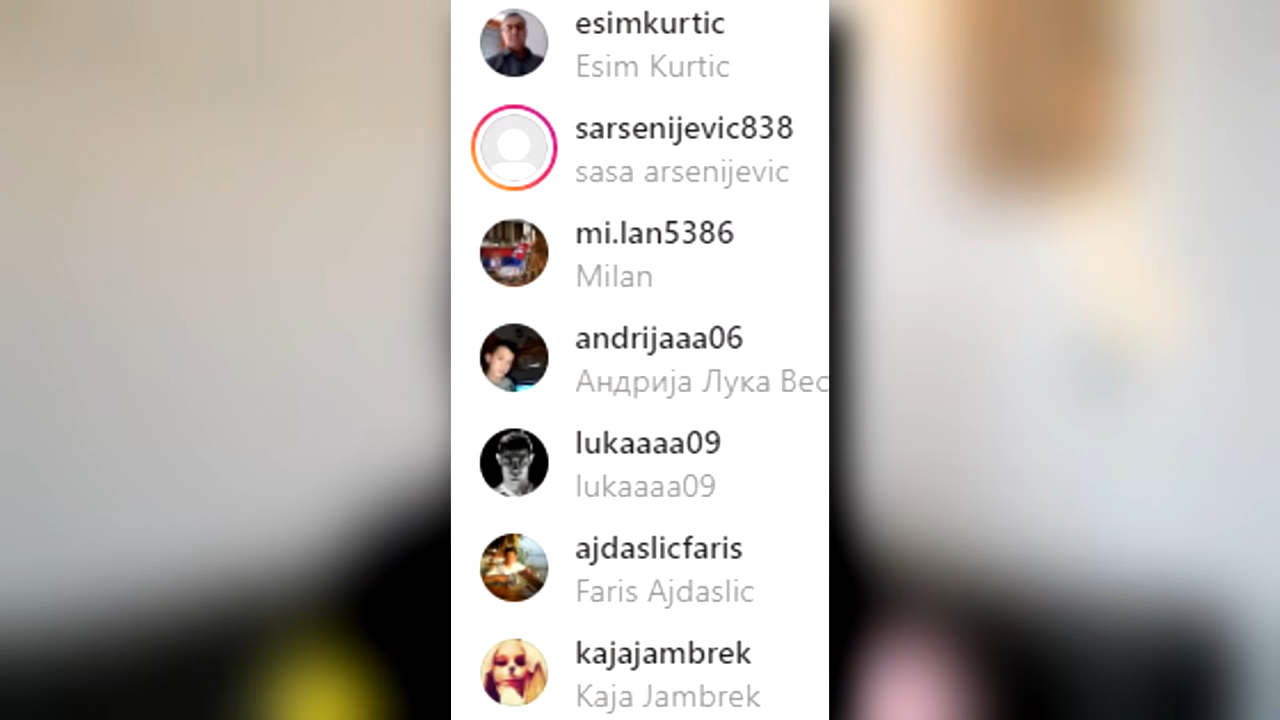 esimkurtic
Esim Kurtic
sarsenijevic838
sasa arsenijevic
mi.lan5386
Milan
andrijaaa06
Андрија Лука Вес
lukaaaa09
lukaaaa09
ajdaslicfaris
Faris Ajdaslic
kajajambrek
Kaja Jambrek